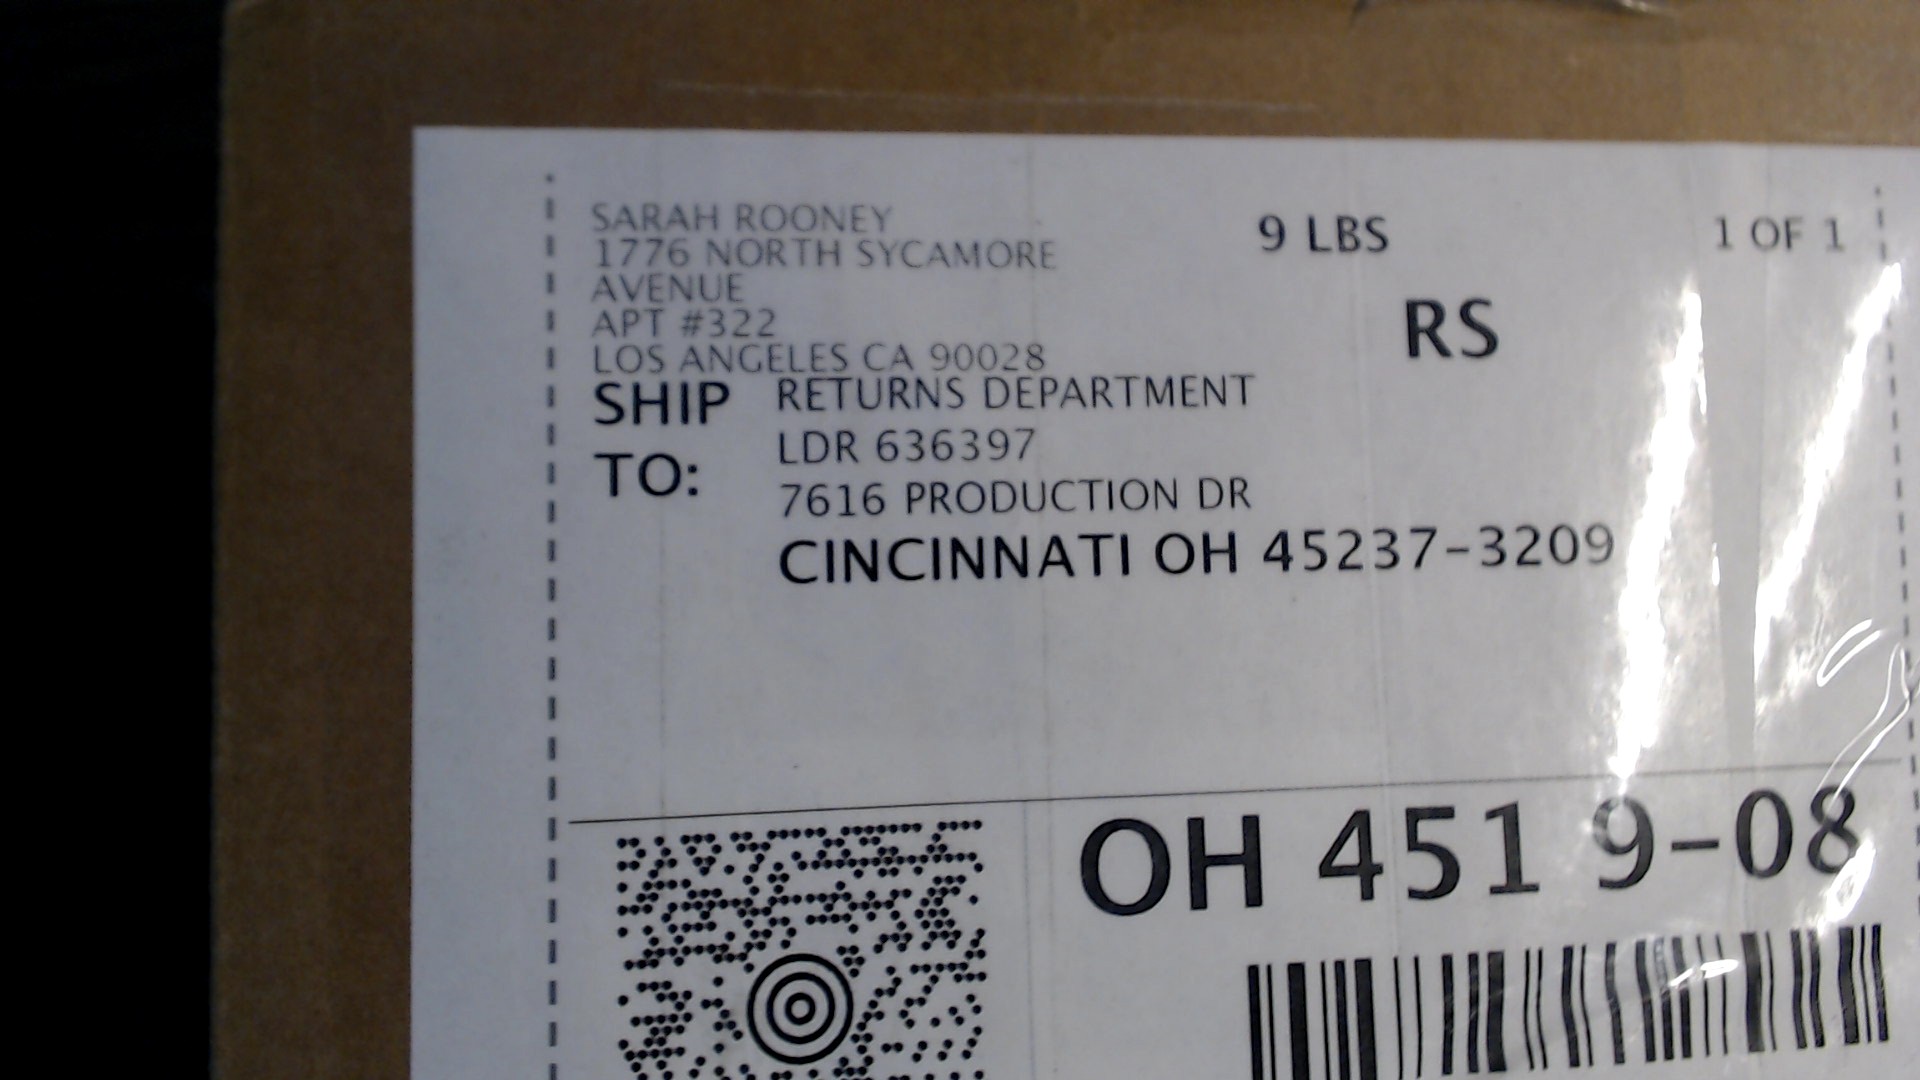 SARAH ROONEY
1776 NORTH SYCAMORE
AVENUE
APT #322
LOS ANGELES CA 90028
9 LBS
1 OF 1
RS
SHIP TO:
RETURNS DEPARTMENT
LDR 636397
7616 PRODUCTION DR
CINCINNATI OH 45237-3209
OH 451 9-08